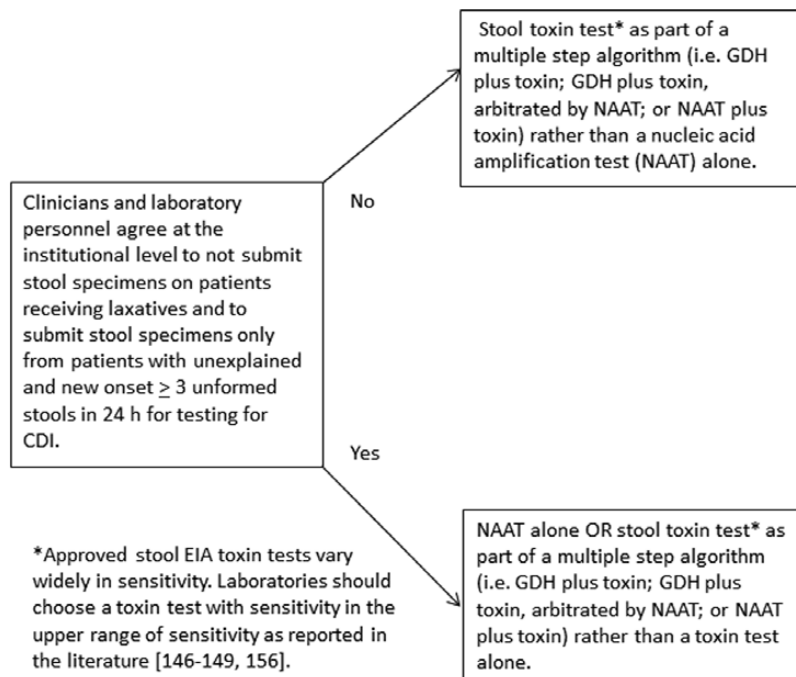 Stool toxin test* as part of a
multiple step algorithm (i.e. GDH
plus toxin; GDH plus toxin,
arbitrated by NAAT; or NAAT plus
toxin) rather than a nucleic acid
amplification test (NAAT) alone.
No
Clinicians and laboratory
personnel agree at the
institutional level to not submit
stool specimens on patients
receiving laxatives and to
submit stool specimens only
from patients with unexplained
and new onset ≥ 3 unformed
stools in 24 h for testing for
CDI.
Yes
NAAT alone OR stool toxin test* as
part of a multiple step algorithm
(i.e. GDH plus toxin; GDH plus
toxin, arbitrated by NAAT; or NAAT
plus toxin) rather than a toxin test
alone.
*Approved stool EIA toxin tests vary
widely in sensitivity. Laboratories should
choose a toxin test with sensitivity in the
upper range of sensitivity as reported in
the literature [146-149, 156].